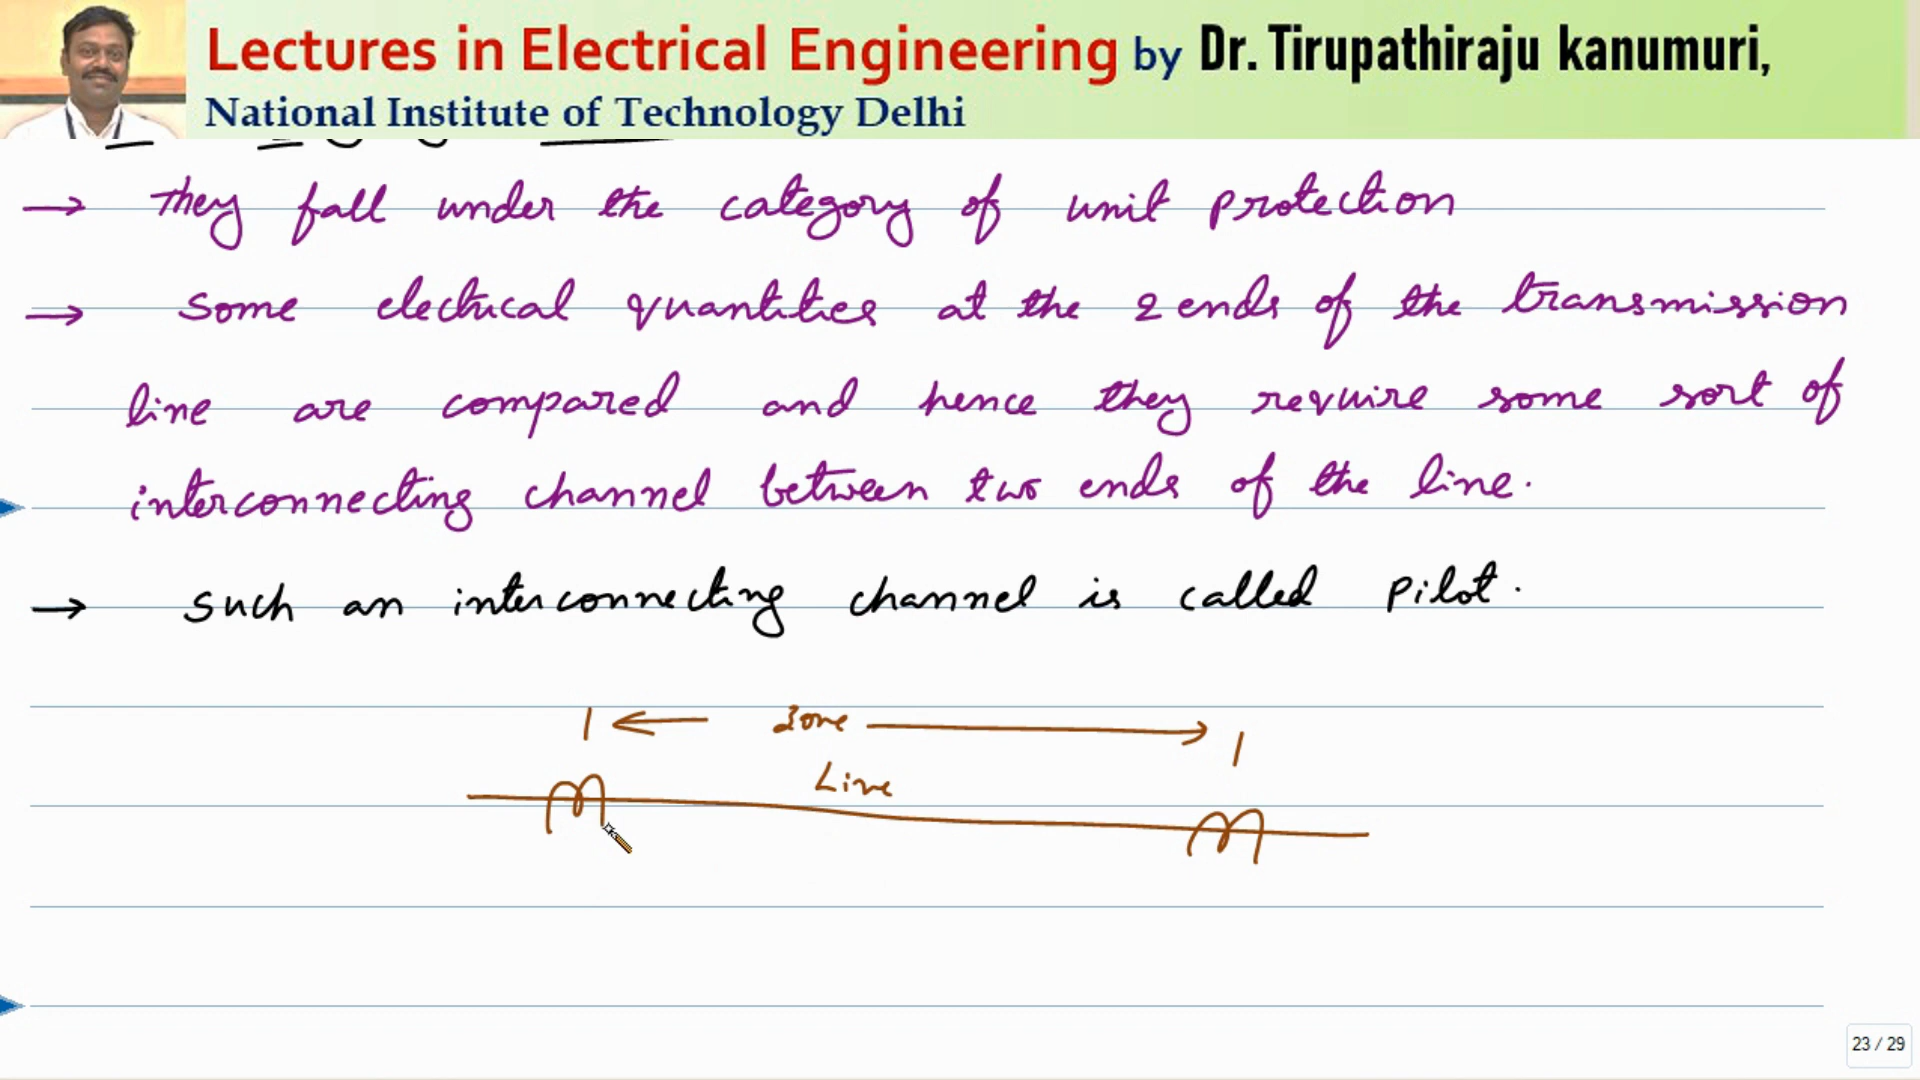 Lectures in Electrical Engineering by Dr. Tirupathiraju kanumuri,
National Institute of Technology Delhi
→ They fall under the category of unit protection
→ Some electrical quantities at the 2 ends of the transmission
line are compared and hence they require some sort of
interconnecting channel between two ends of the line.
→ such an interconnecting channel is called pilot.
Zone
Line
23 / 29